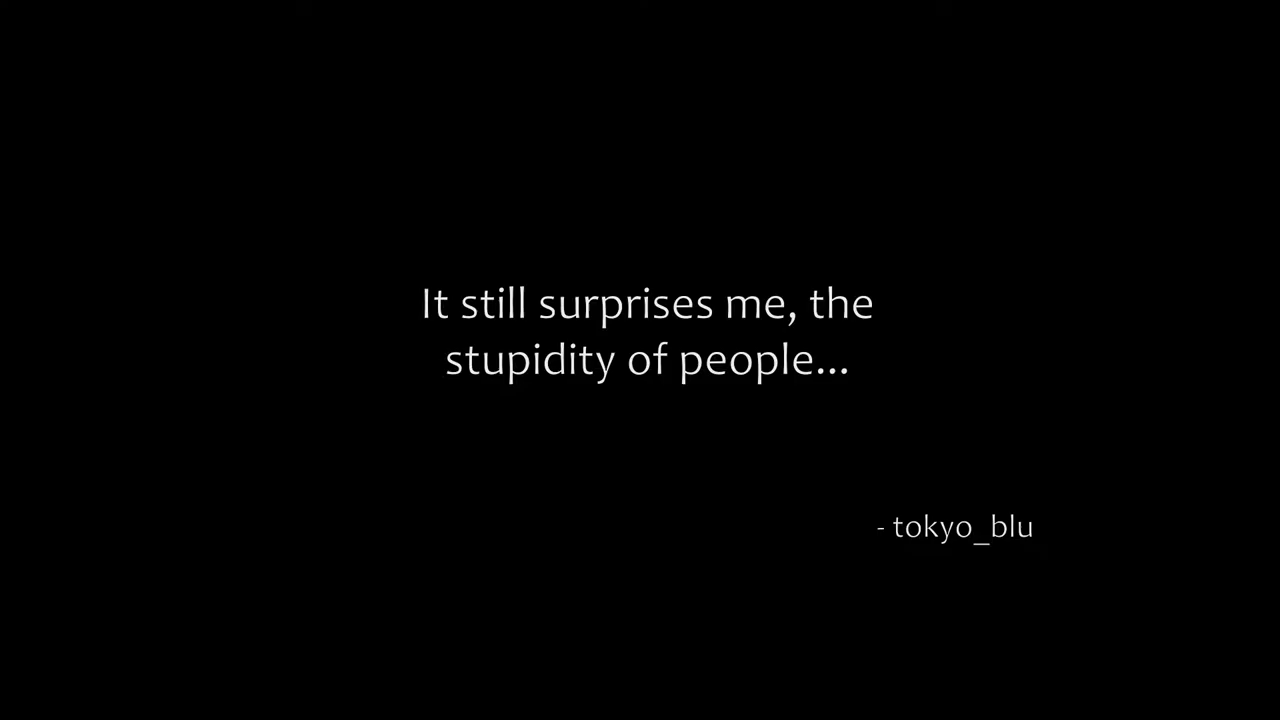 It still surprises me, the
stupidity of people...
- tokyo_blu